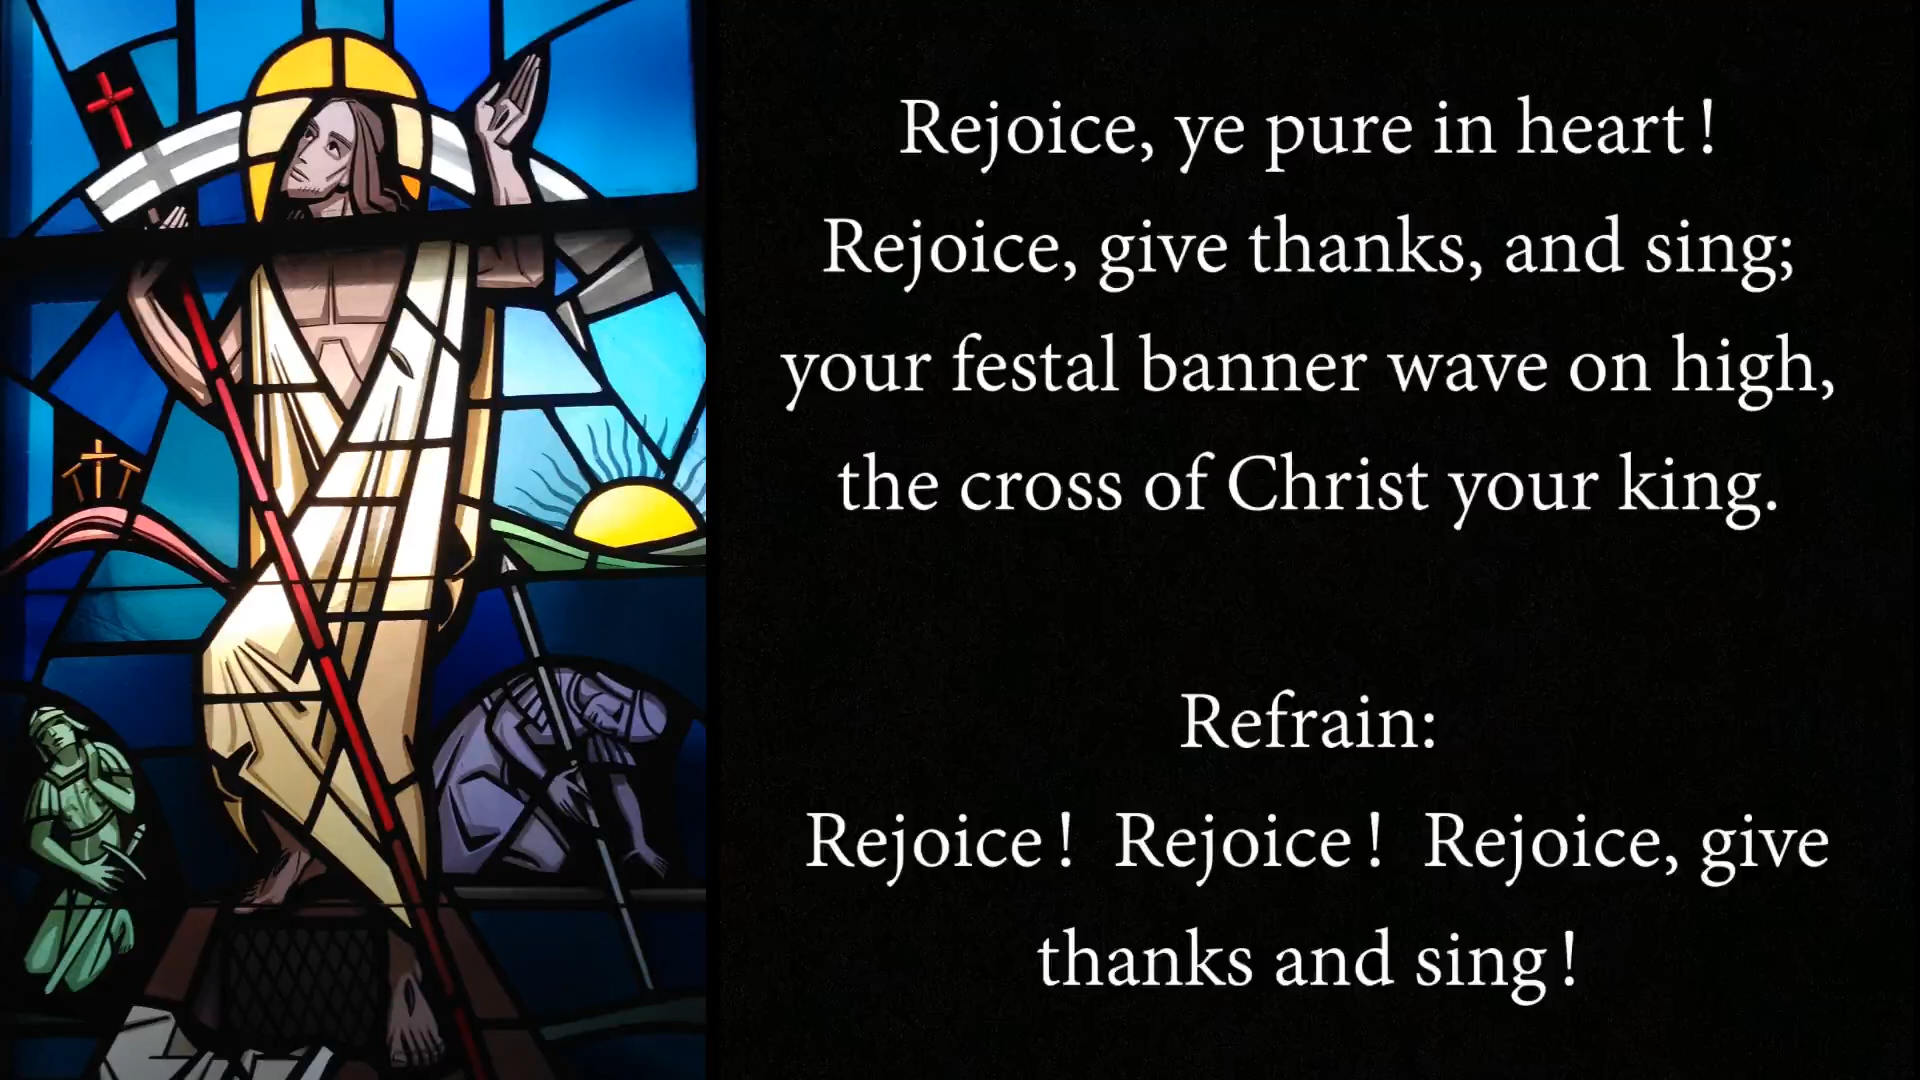 Rejoice, ye pure in heart!
Rejoice, give thanks, and sing;
your festal banner wave on high,
the cross of Christ your king.
Refrain:
Rejoice! Rejoice! Rejoice, give
thanks and sing!